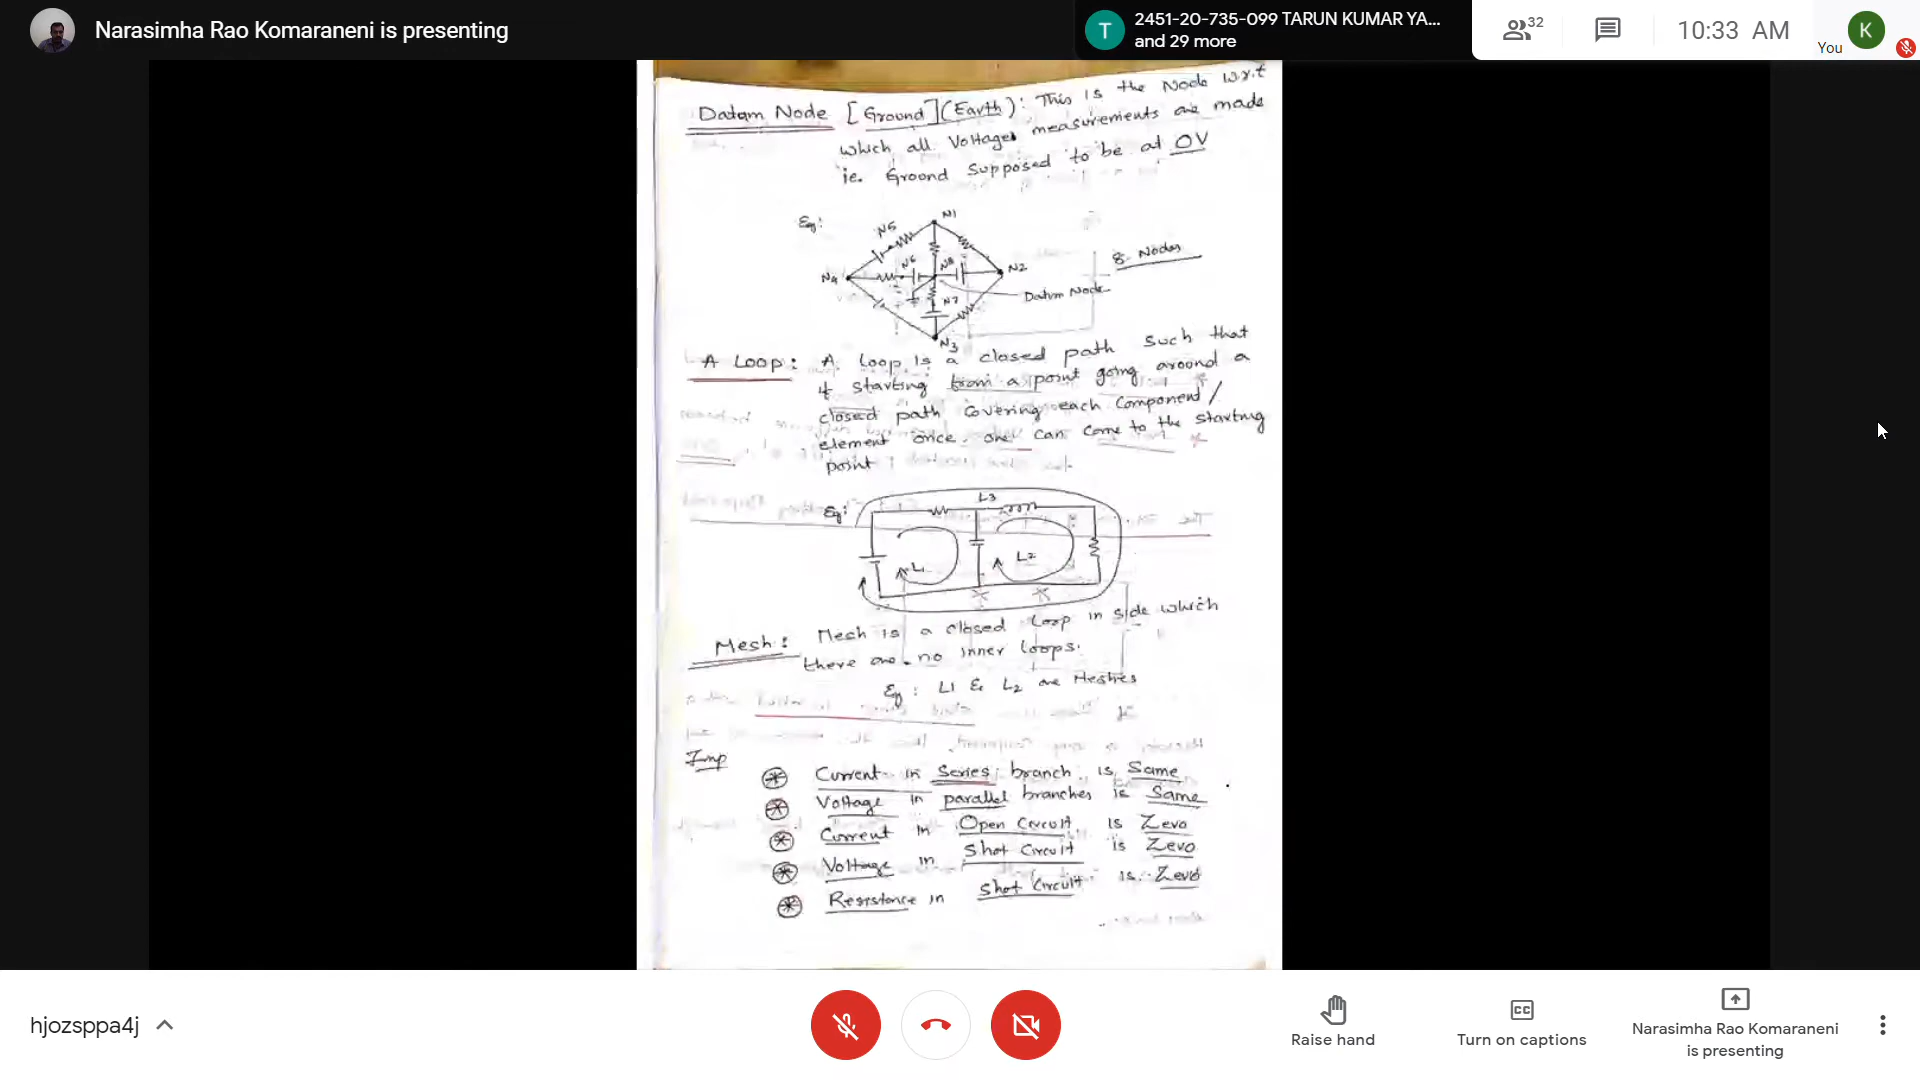 Narasimha Rao Komaraneni is presenting
T
2451-20-735-099 TARUN KUMAR YA...
and 29 more
32
10:33 AM
You
K
Datam Node [Ground](Earth): This is the Node w.r.t
which all Voltages measurements are made
ie. Ground Supposed to be at 0V
Eg:
N1
N5
N6
N8
N4
N2
8- Nodes
Datum Node
N7
N3
A Loop: A Loop is a closed path such that
if starting from a point going around a
closed path covering each component/
element once one can come to the starting
point
Eg:
L3
L1
L2
Mesh: Mesh is a closed Loop in side which
there are no inner loops.
Eg: L1 & L2 are Meshes
Imp
Current in Series branch is Same
Voltage in parallel branches is Same
Current in Open Circuit is Zero
Voltage in Shot Circuit is Zero
Resistance in Shot Circuit is Zero
hjozsppa4j
Raise hand
CC
Turn on captions
Narasimha Rao Komaraneni
is presenting